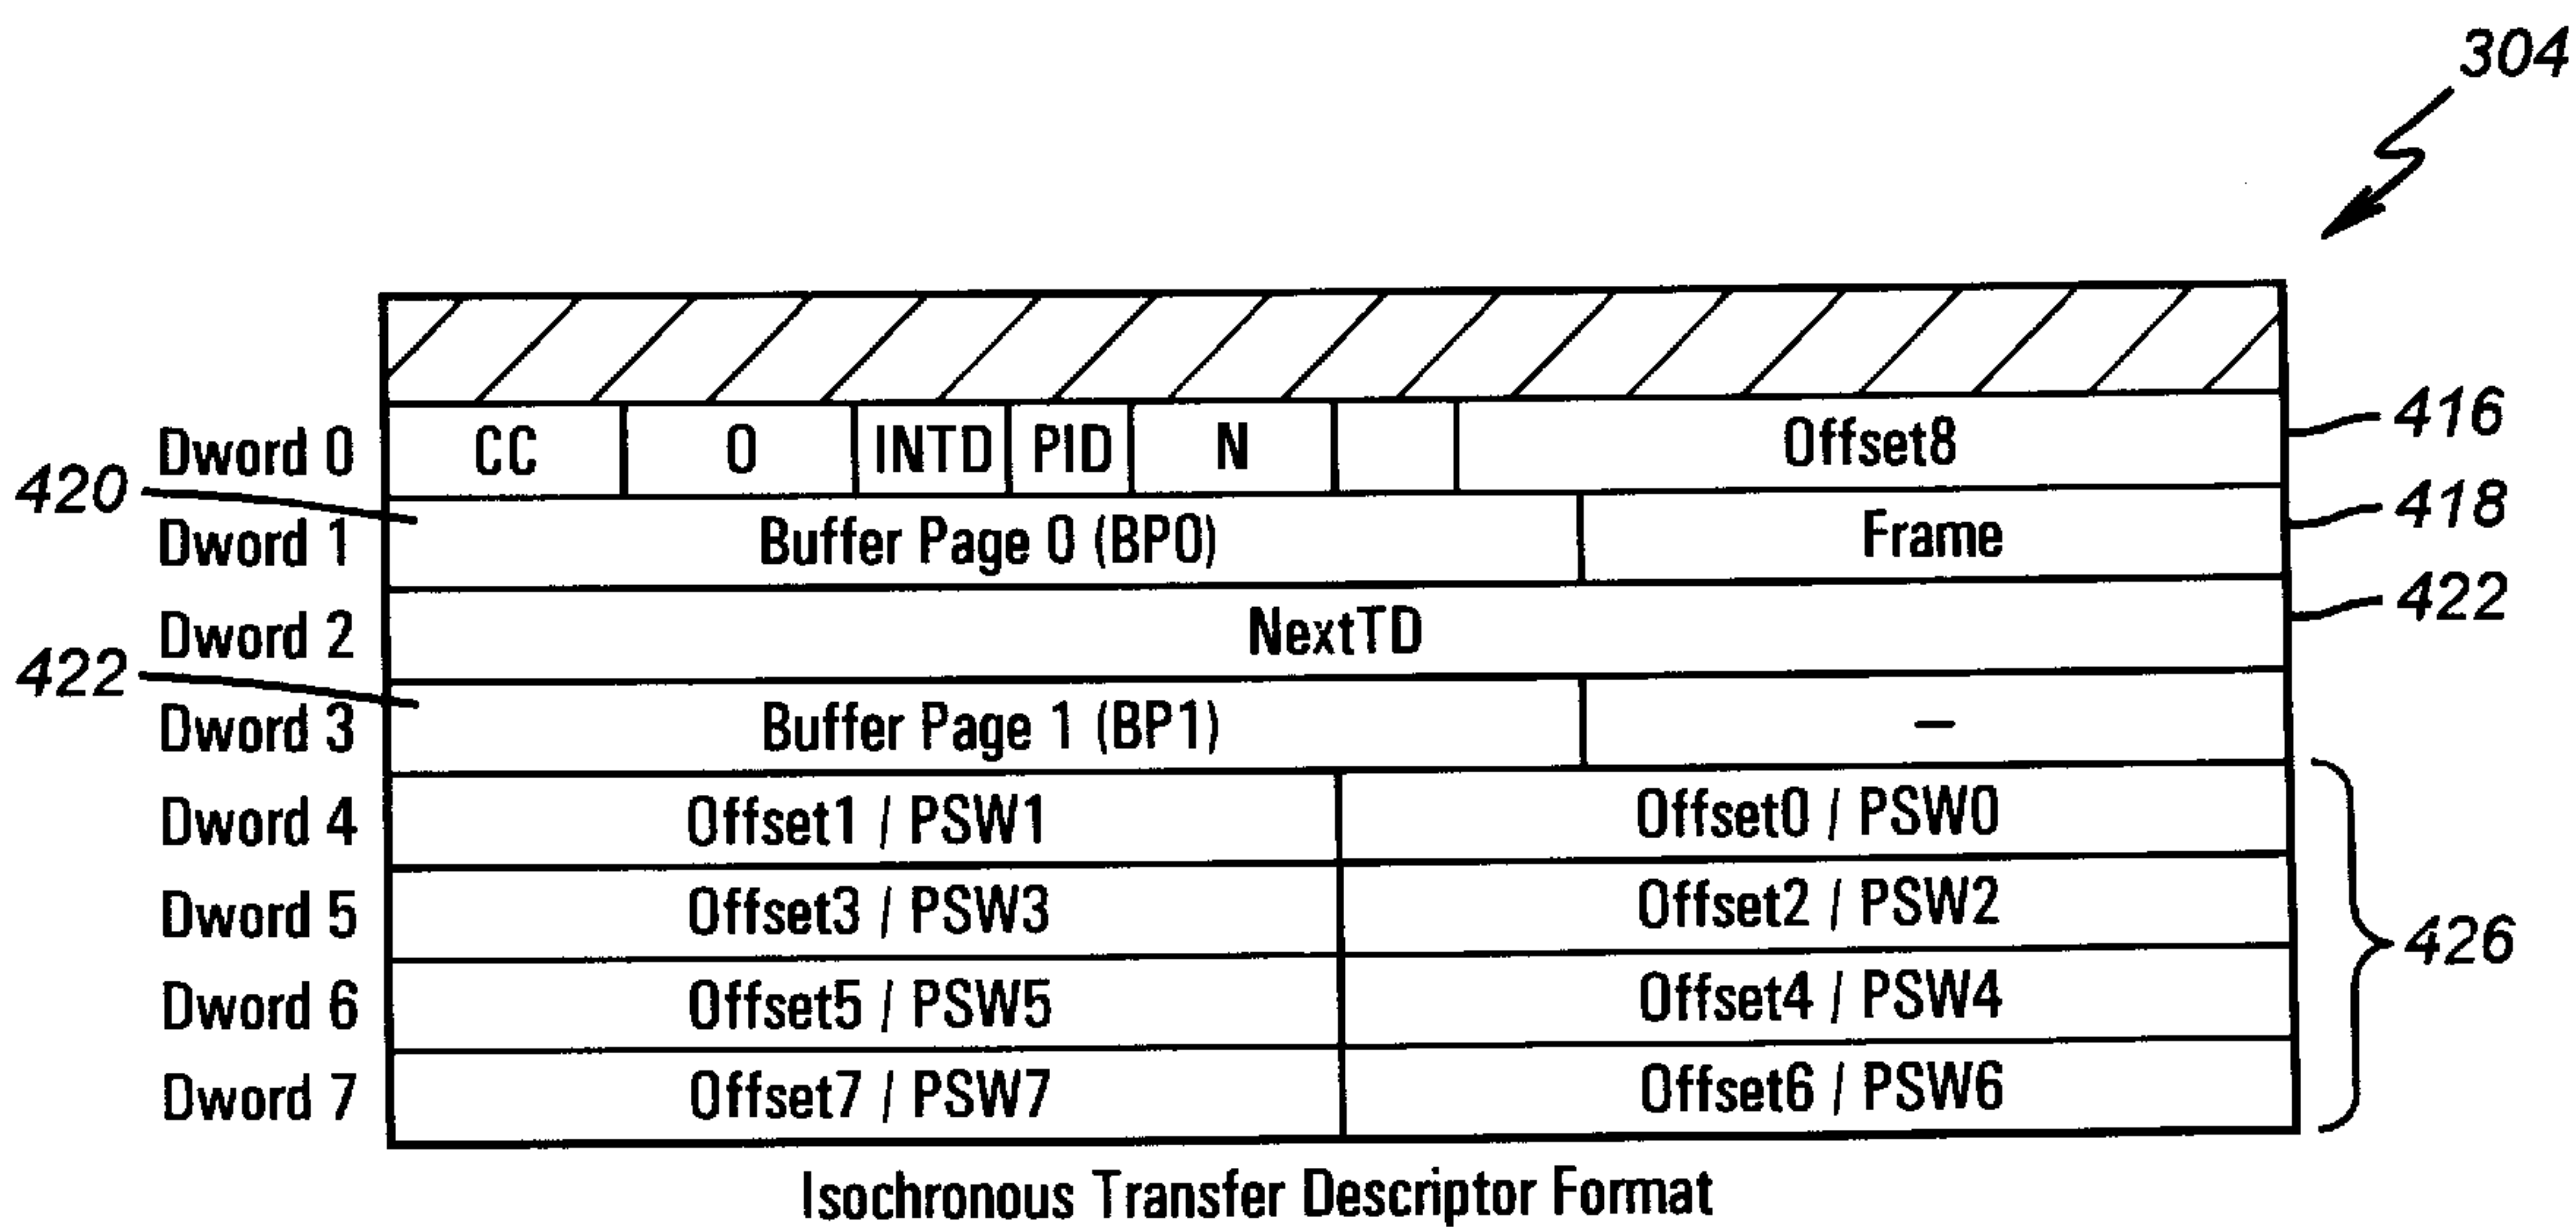 304
Dword 0 CC 0 INTD PID N Offset8 416
420 Dword 1 Buffer Page 0 (BP0) Frame 418
Dword 2 NextTD 422
422 Dword 3 Buffer Page 1 (BP1) –
Dword 4 Offset1 / PSW1 Offset0 / PSW0
Dword 5 Offset3 / PSW3 Offset2 / PSW2 426
Dword 6 Offset5 / PSW5 Offset4 / PSW4
Dword 7 Offset7 / PSW7 Offset6 / PSW6
Isochronous Transfer Descriptor Format